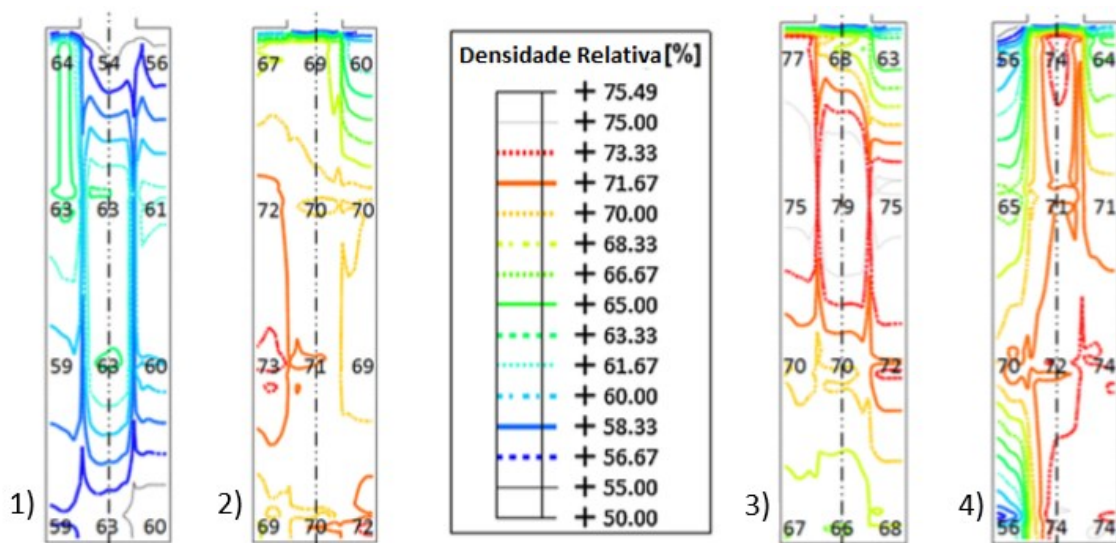 64 54 56
63 63 61
59 63 60
59 63 60
1)
67 69 60
72 70 70
73 71 69
69 70 72
2)
Densidade Relativa [%]
+ 75.49
+ 75.00
+ 73.33
+ 71.67
+ 70.00
+ 68.33
+ 66.67
+ 65.00
+ 63.33
+ 61.67
+ 60.00
+ 58.33
+ 56.67
+ 55.00
+ 50.00
77 68 63
75 79 75
70 70 72
67 66 68
3)
56 74 64
65 71 71
70 72 74
56 74 74
4)